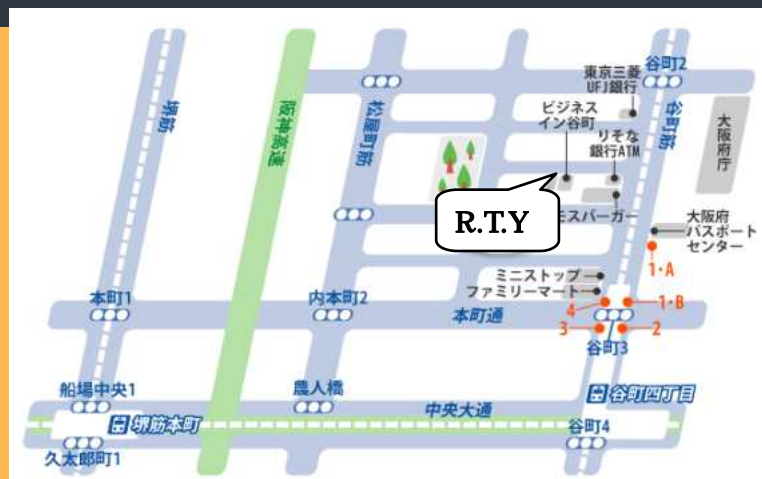 谷町2
東京三菱
UFJ銀行
ビジネス
イン谷町
りそな
銀行ATM
堺筋
阪神高速
松屋町筋
谷町筋
大阪府庁
R.T.Y
モスバーガー
大阪府
パスポート
センター
1・A
ミニストップ
ファミリーマート
4
1・B
本町1
内本町2
本町通
3
2
谷町3
船場中央1
農人橋
中央大通
谷町四丁目
堺筋本町
谷町4
久太郎町1